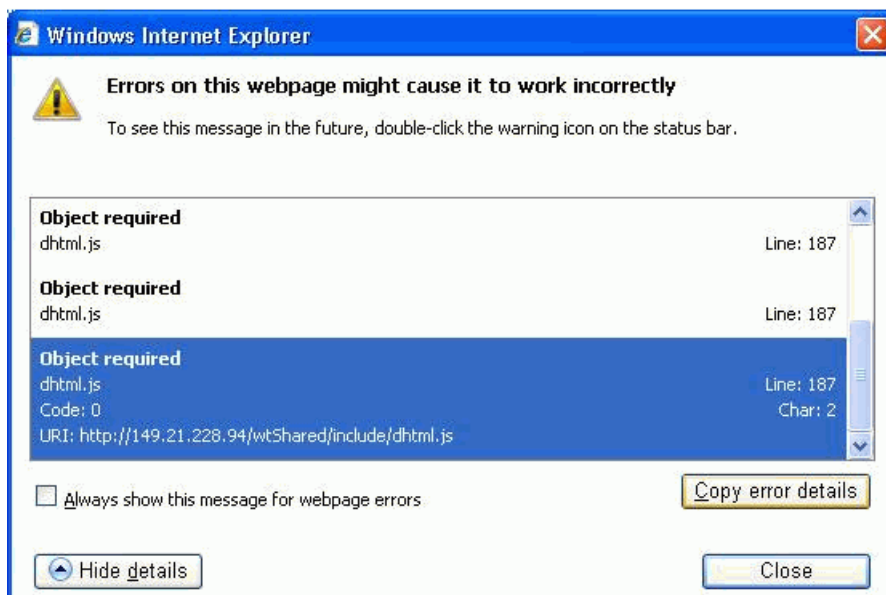 Windows Internet Explorer
Errors on this webpage might cause it to work incorrectly
To see this message in the future, double-click the warning icon on the status bar.
Object required
dhtml.js Line: 187
Object required
dhtml.js Line: 187
Object required
dhtml.js Line: 187
Code: 0 Char: 2
URI: http://149.21.228.94/wtShared/include/dhtml.js
Always show this message for webpage errors
Copy error details
Hide details
Close